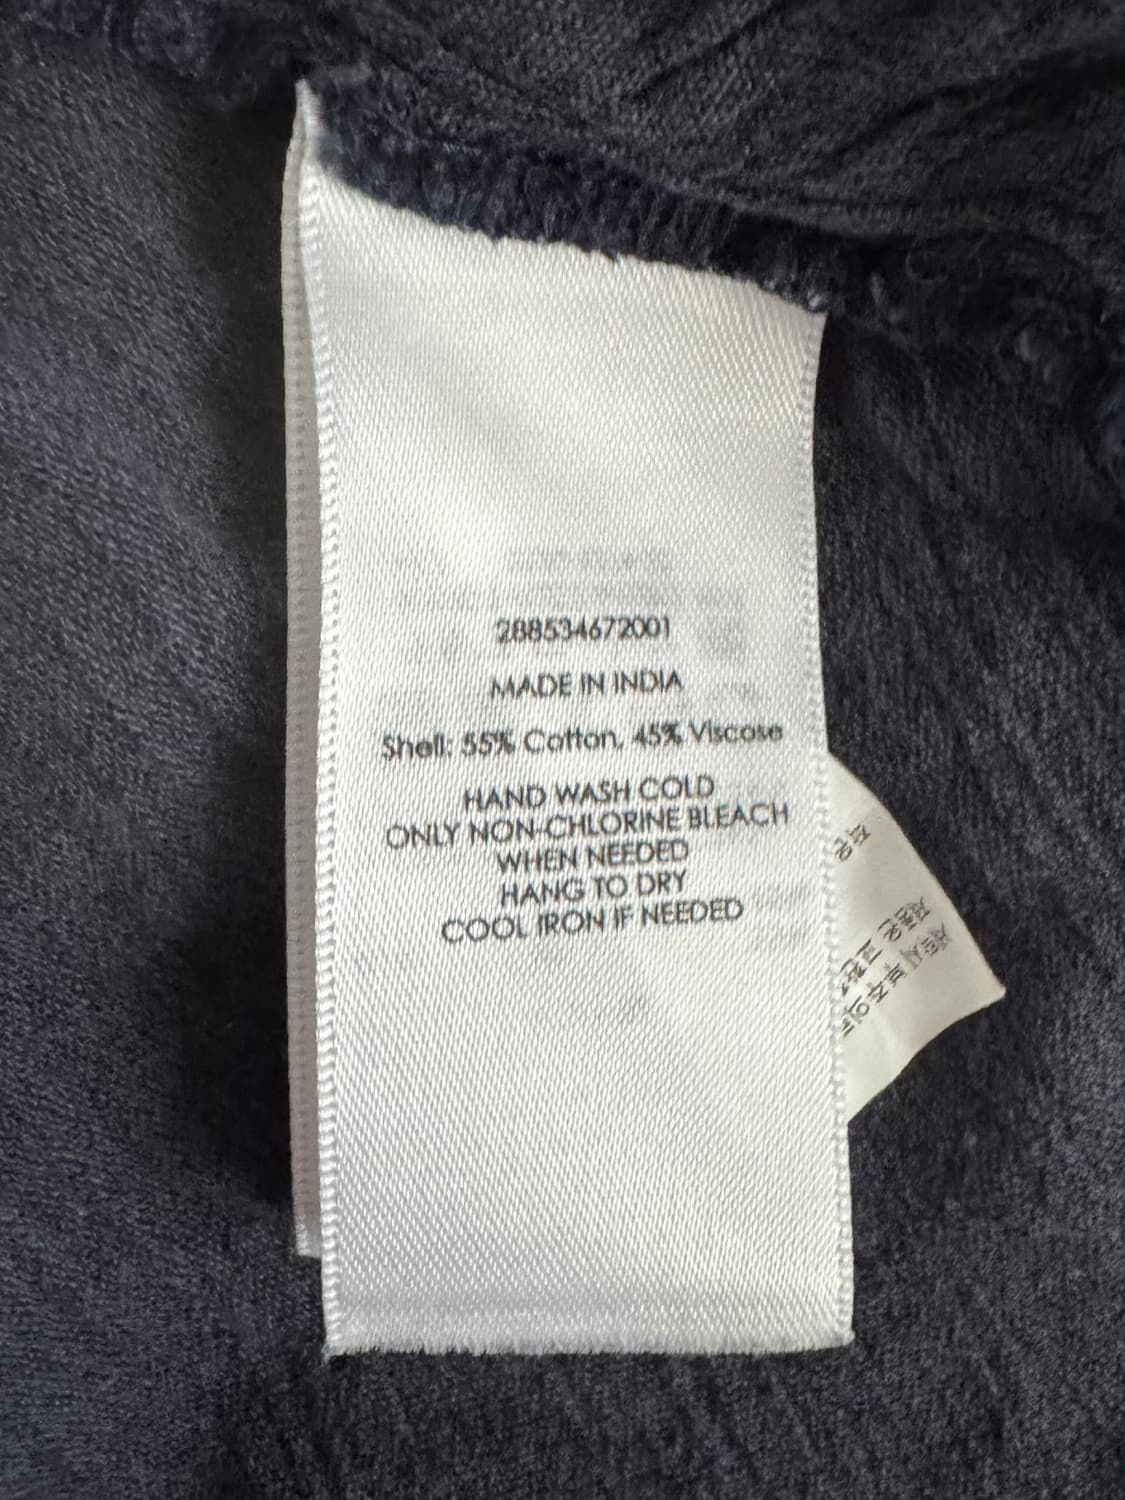 288534672001
MADE IN INDIA
Shell: 55% Cotton, 45% Viscose
HAND WASH COLD
ONLY NON-CHLORINE BLEACH
WHEN NEEDED
HANG TO DRY
COOL IRON IF NEEDED